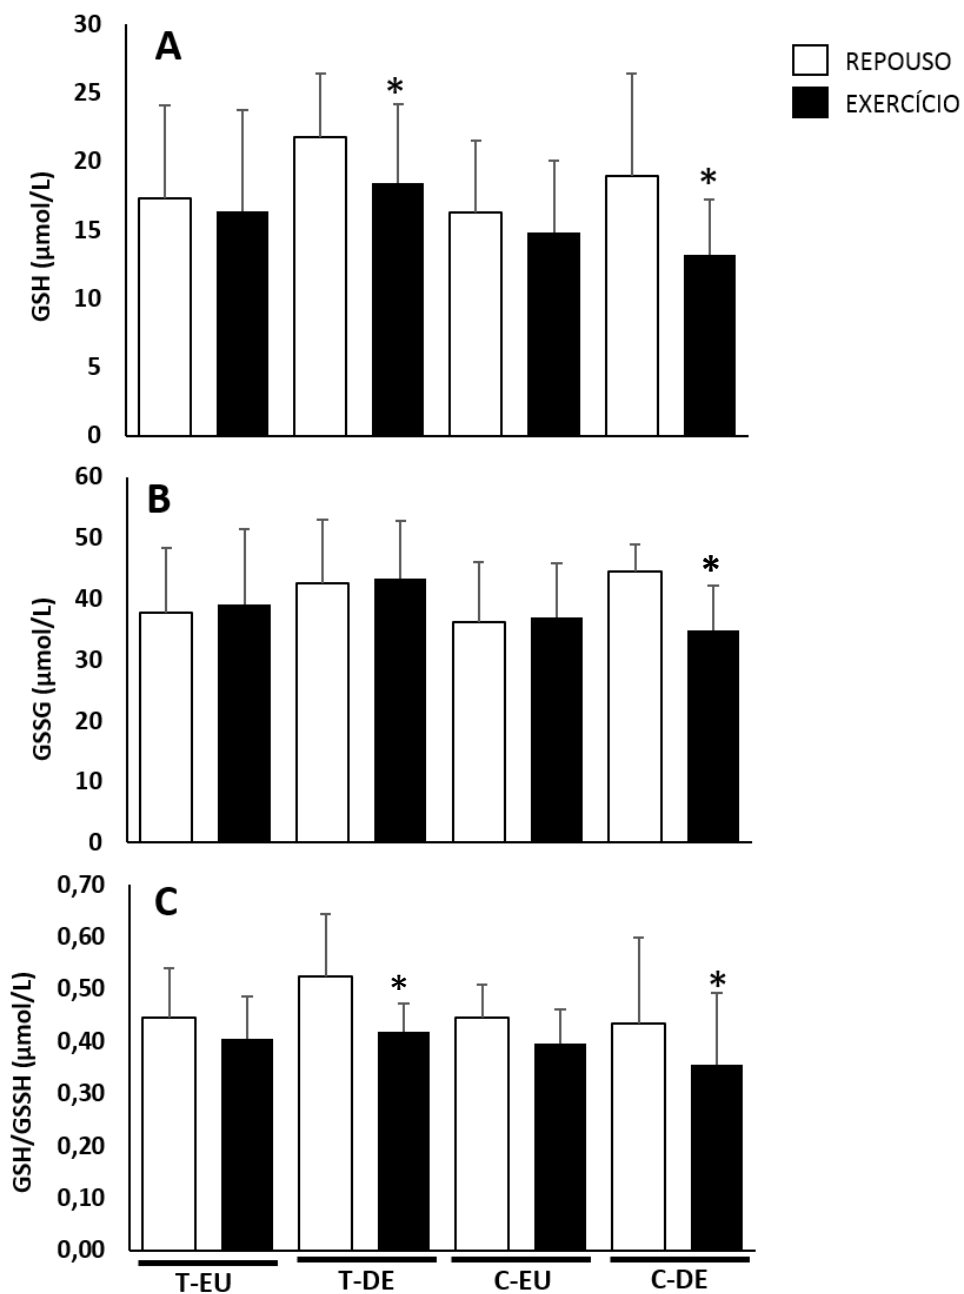 A
REPOUSO
EXERCÍCIO
30
25
20
15
10
5
0
GSH (µmol/L)
*
*
B
60
50
40
30
20
10
0
GSSG (µmol/L)
*
C
0,70
0,60
0,50
0,40
0,30
0,20
0,10
0,00
GSH/GSSH (µmol/L)
*
*
T-EU
T-DE
C-EU
C-DE